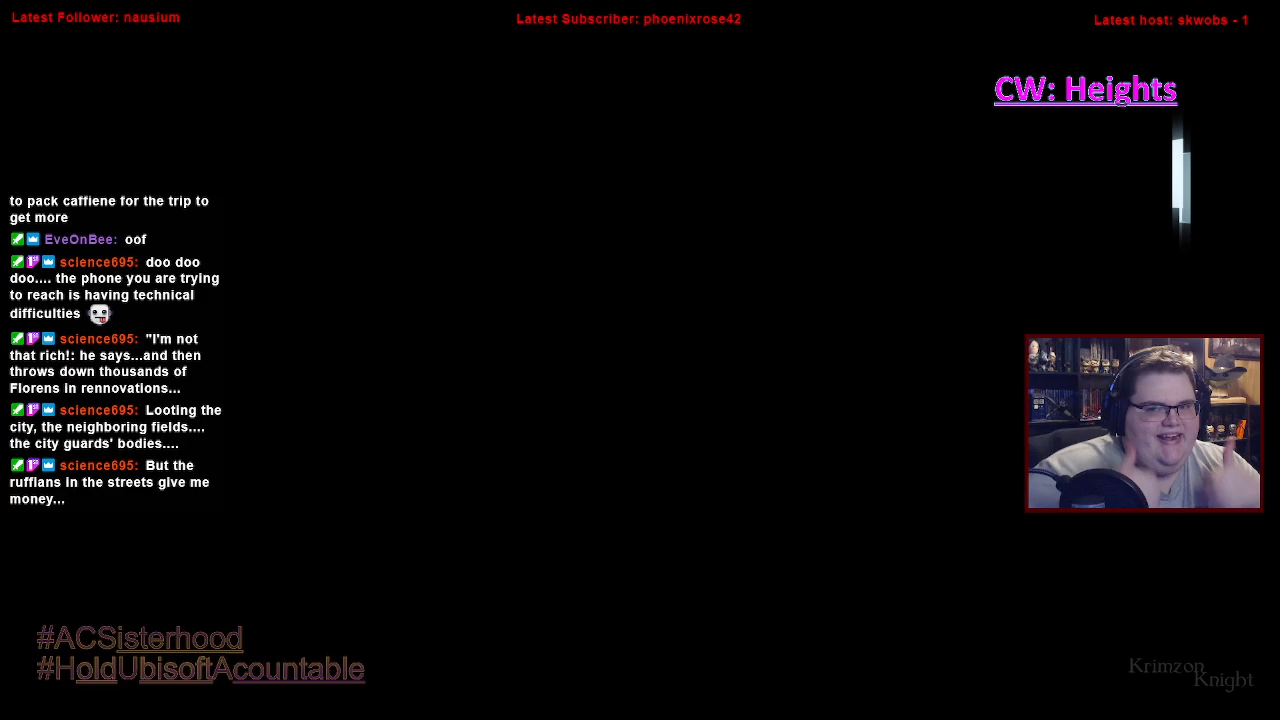 Latest Follower: nausium
Latest Subscriber: phoenixrose42
Latest host: skwobs - 1
CW: Heights
to pack caffiene for the trip to
get more
EveOnBee: oof
science695: doo doo
doo.... the phone you are trying
to reach is having technical
difficulties
science695: "I'm not
that rich!: he says...and then
throws down thousands of
Florens in rennovations...
science695: Looting the
city, the neighboring fields....
the city guards' bodies....
science695: But the
ruffians in the streets give me
money...
#ACSisterhood
#HoldUbisoftAcountable
Krimzon
Knight